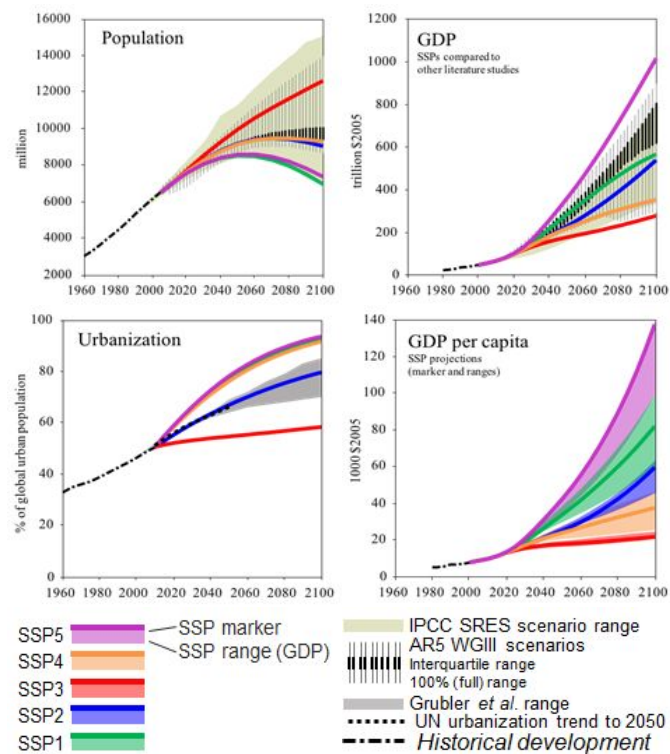 Population
million
16000
14000
12000
10000
8000
6000
4000
2000
1960 1980 2000 2020 2040 2060 2080 2100
GDP
SSPs compared to
other literature studies
trillion $2005
1200
1000
800
600
400
200
0
1960 1980 2000 2020 2040 2060 2080 2100
Urbanization
% of global urban population
100
80
60
40
20
0
1960 1980 2000 2020 2040 2060 2080 2100
GDP per capita
SSP projections
(marker and ranges)
1000 $2005
140
120
100
80
60
40
20
0
1960 1980 2000 2020 2040 2060 2080 2100
SSP5
SSP4
SSP3
SSP2
SSP1
SSP marker
SSP range (GDP)
IPCC SRES scenario range
AR5 WGIII scenarios
Interquartile range
100% (full) range
Grubler et al. range
UN urbanization trend to 2050
Historical development